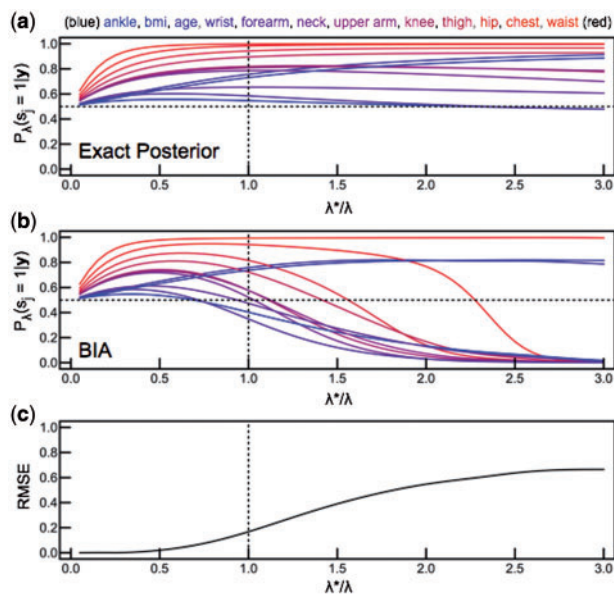 (a) (blue) ankle, bmi, age, wrist, forearm, neck, upper arm, knee, thigh, hip, chest, waist (red)
P_λ(s_j = 1|y)
1.0
0.8
0.6
0.4
0.2
0.0
Exact Posterior
0.0 0.5 1.0 1.5 2.0 2.5 3.0
λ*/λ
(b)
P_λ(s_j = 1|y)
1.0
0.8
0.6
0.4
0.2
0.0
BIA
0.0 0.5 1.0 1.5 2.0 2.5 3.0
λ*/λ
(c)
RMSE
1.0
0.8
0.6
0.4
0.2
0.0
0.0 0.5 1.0 1.5 2.0 2.5 3.0
λ*/λ